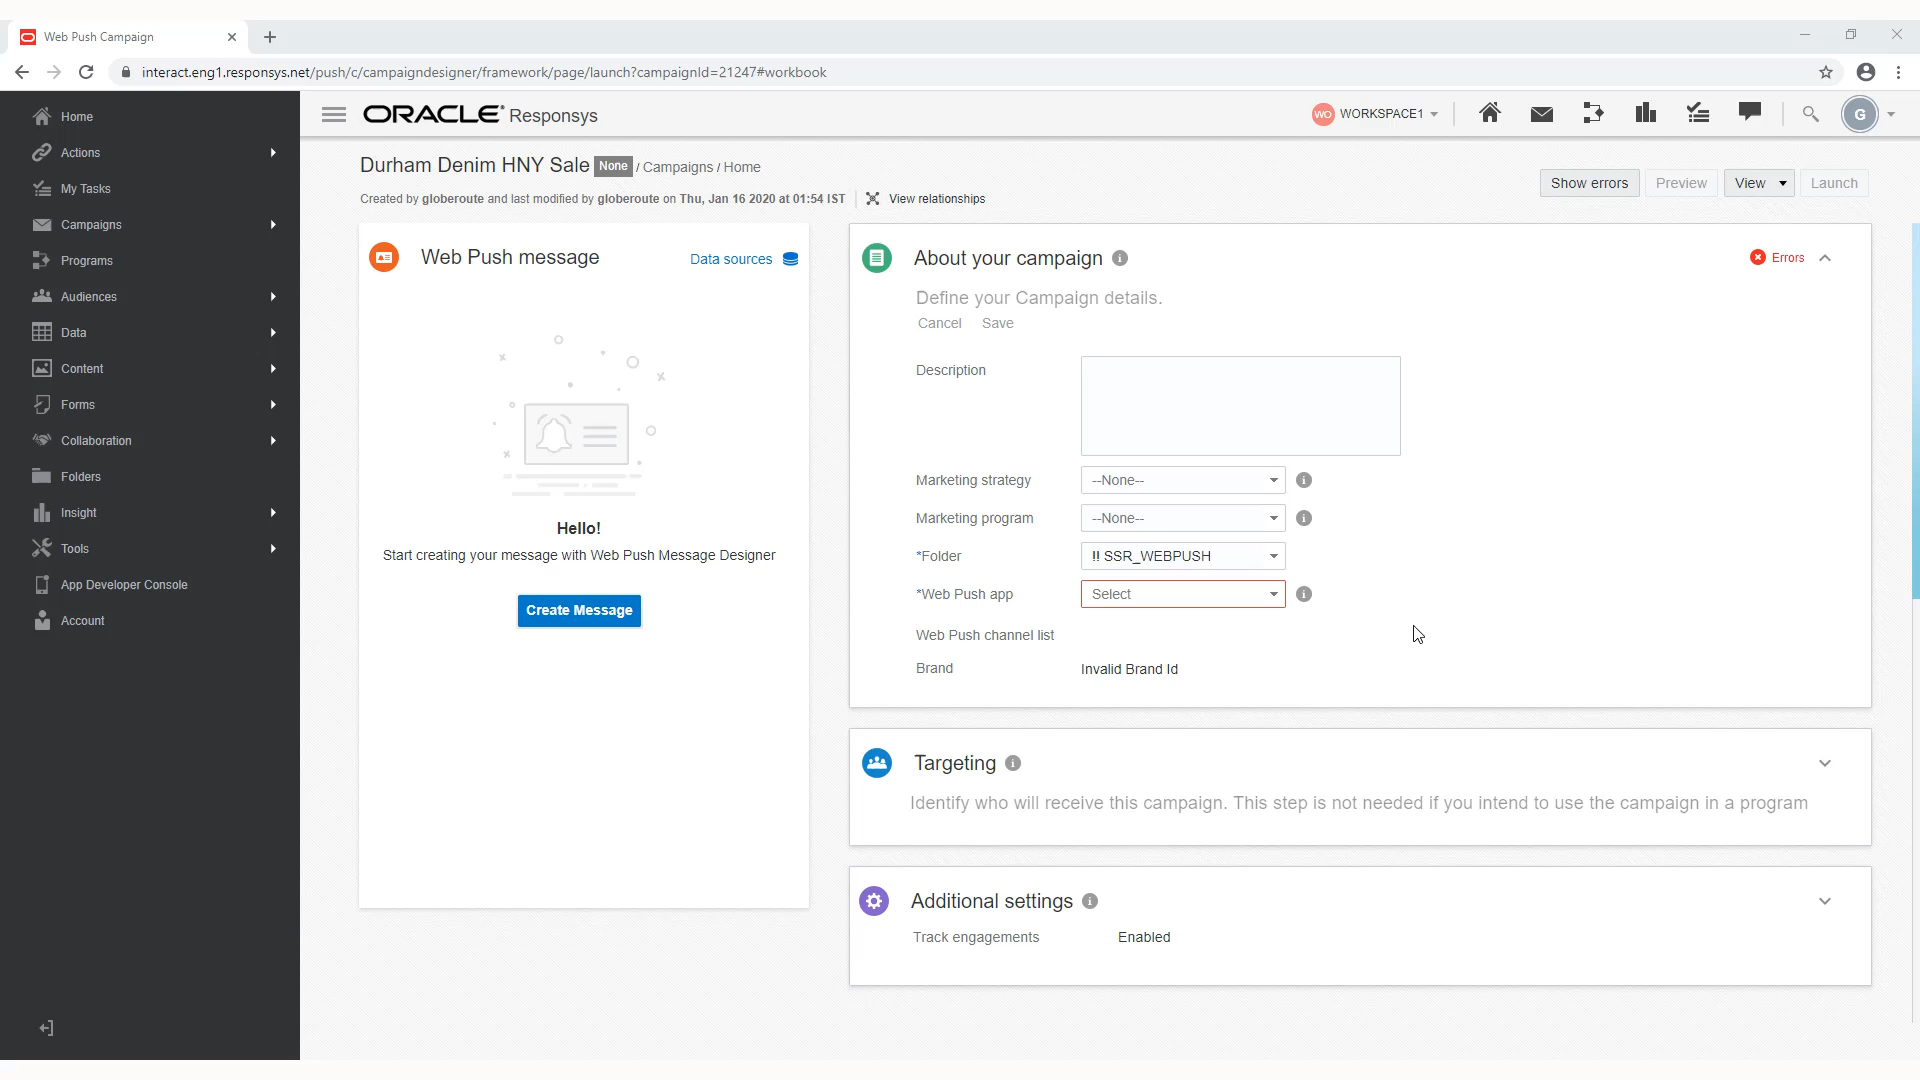 Web Push Campaign
interact.eng1.responsys.net/push/c/campaigndesigner/framework/page/launch?campaignId=21247#workbook
Home
Actions
My Tasks
Campaigns
Programs
Audiences
Data
Content
Forms
Collaboration
Folders
Insight
Tools
App Developer Console
Account
ORACLE Responsys
WO WORKSPACE1
G
Durham Denim HNY Sale None / Campaigns / Home
Created by globeroute and last modified by globeroute on Thu, Jan 16 2020 at 01:54 IST
View relationships
Show errors
Preview
View
Launch
Web Push message
Data sources
Hello!
Start creating your message with Web Push Message Designer
Create Message
About your campaign
Errors
Define your Campaign details.
Cancel Save
Description
Marketing strategy --None--
Marketing program --None--
*Folder !! SSR_WEBPUSH
*Web Push app Select
Web Push channel list
Brand Invalid Brand Id
Targeting
Identify who will receive this campaign. This step is not needed if you intend to use the campaign in a program
Additional settings
Track engagements Enabled